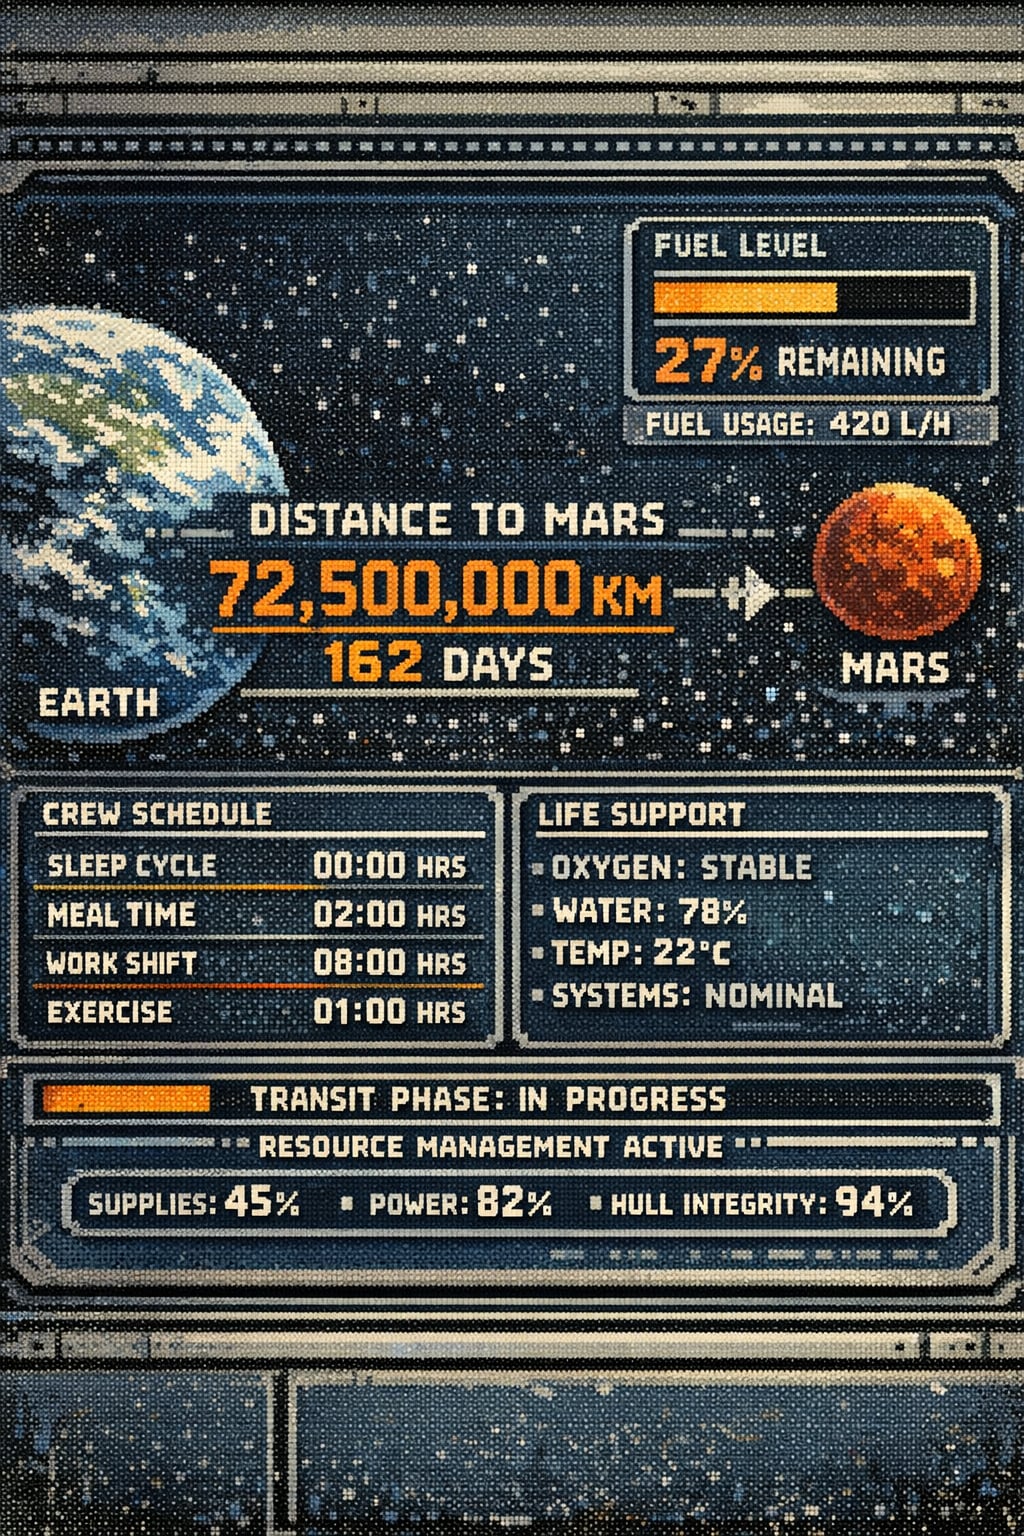 FUEL LEVEL
27% REMAINING
FUEL USAGE: 420 L/H
DISTANCE TO MARS
72,500,000 KM
162 DAYS
EARTH
MARS
CREW SCHEDULE
SLEEP CYCLE 00:00 HRS
MEAL TIME 02:00 HRS
WORK SHIFT 08:00 HRS
EXERCISE 01:00 HRS
LIFE SUPPORT
▪ OXYGEN: STABLE
▪ WATER: 78%
▪ TEMP: 22°C
▪ SYSTEMS: NOMINAL
TRANSIT PHASE: IN PROGRESS
RESOURCE MANAGEMENT ACTIVE
SUPPLIES: 45% ▪ POWER: 82% ▪ HULL INTEGRITY: 94%